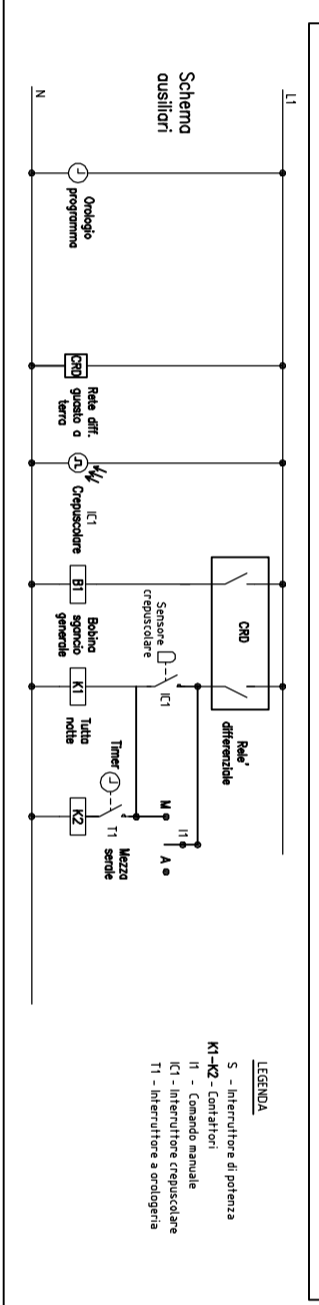 Schema
ausiliari
L1
N
Orologio
programma
CRD
Rete diff.
guasto a
terra
IC1
Crepuscolare
B1
Bobina
sgancio
generale
CRD
Rele'
differenziale
Sensore
crepuscolare
IC1
K1
Tutta
notte
Timer
T1
M
I1
A
K2
Mezza
serale
LEGENDA
S - Interruttore di potenza
K1-K2 - Contattori
I1 - Comando manuale
IC1 - Interruttore crepuscolare
T1 - Interruttore a orologeria